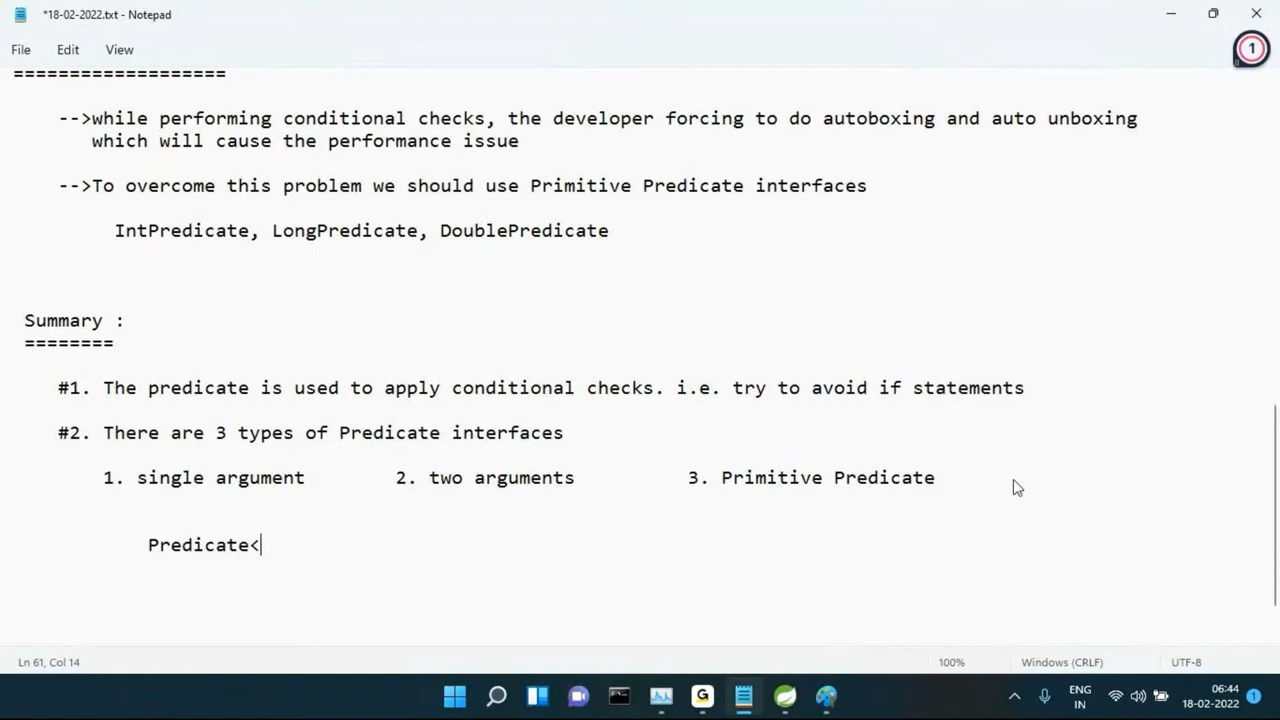 *18-02-2022.txt - Notepad
File Edit View
1
===================
-->while performing conditional checks, the developer forcing to do autoboxing and auto unboxing
which will cause the performance issue
-->To overcome this problem we should use Primitive Predicate interfaces
IntPredicate, LongPredicate, DoublePredicate
Summary :
========
#1. The predicate is used to apply conditional checks. i.e. try to avoid if statements
#2. There are 3 types of Predicate interfaces
1. single argument 2. two arguments 3. Primitive Predicate
Predicate<
Ln 61, Col 14 100% Windows (CRLF) UTF-8
G
ENG 06:44
IN 18-02-2022 1